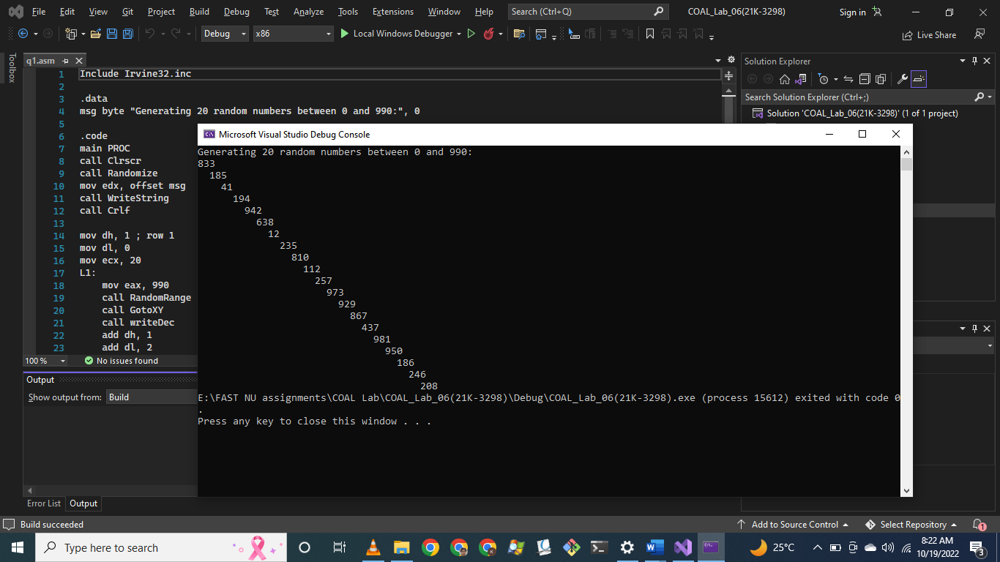 File Edit View Git Project Build Debug Test Analyze Tools Extensions Window Help Search (Ctrl+Q) COAL_Lab_06(21K-3298) Sign in
Debug x86 Local Windows Debugger Live Share
Toolbox
q1.asm
1 Include Irvine32.inc
2
3 .data
4 msg byte "Generating 20 random numbers between 0 and 990:", 0
5
6 .code
7 main PROC
8 call Clrscr
9 call Randomize
10 mov edx, offset msg
11 call WriteString
12 call Crlf
13
14 mov dh, 1 ; row 1
15 mov dl, 0
16 mov ecx, 20
17 L1:
18 mov eax, 990
19 call RandomRange
20 call GotoXY
21 call writeDec
22 add dh, 1
23 add dl, 2
100 % No issues found
Output
Show output from: Build
Error List Output
Solution Explorer
Search Solution Explorer (Ctrl+;)
Solution 'COAL_Lab_06(21K-3298)' (1 of 1 project)
C:\ Microsoft Visual Studio Debug Console
Generating 20 random numbers between 0 and 990:
833
185
41
194
942
638
12
235
810
112
257
973
929
867
437
981
950
186
246
208
E:\FAST NU assignments\COAL Lab\COAL_Lab_06(21K-3298)\Debug\COAL_Lab_06(21K-3298).exe (process 15612) exited with code 0
.
Press any key to close this window . . .
Build succeeded Add to Source Control Select Repository 1
Type here to search 25°C 8:22 AM
10/19/2022 3